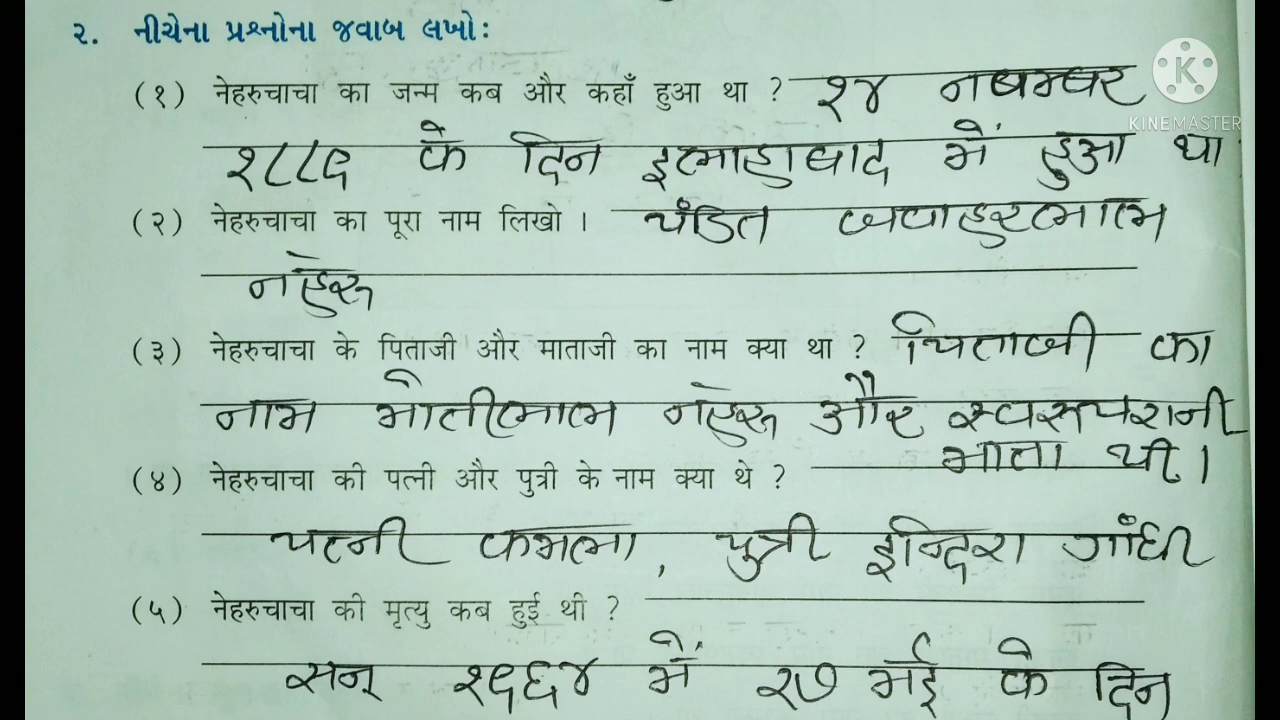 ૨. નીચેના પ્રશ્નોના જવાબ લખો:
(१) नेहरुचाचा का जन्म कब और कहाँ हुआ था ? १४ नवम्बर
१८८९ के दिन इलाहाबाद में हुआ था
(२) नेहरुचाचा का पूरा नाम लिखो । पंडित जवाहरलाल
नेहरु
(३) नेहरुचाचा के पिताजी और माताजी का नाम क्या था ? पिताजी का
नाम मोतीलाल नेहरु और स्वरुपरानी
माता थी ।
(४) नेहरुचाचा की पत्नी और पुत्री के नाम क्या थे ?
पत्नी कमला, पुत्री इन्दिरा गांधी
(५) नेहरुचाचा की मृत्यु कब हुई थी ?
सन् १९६४ में २७ मई के दिन
KINEMASTER